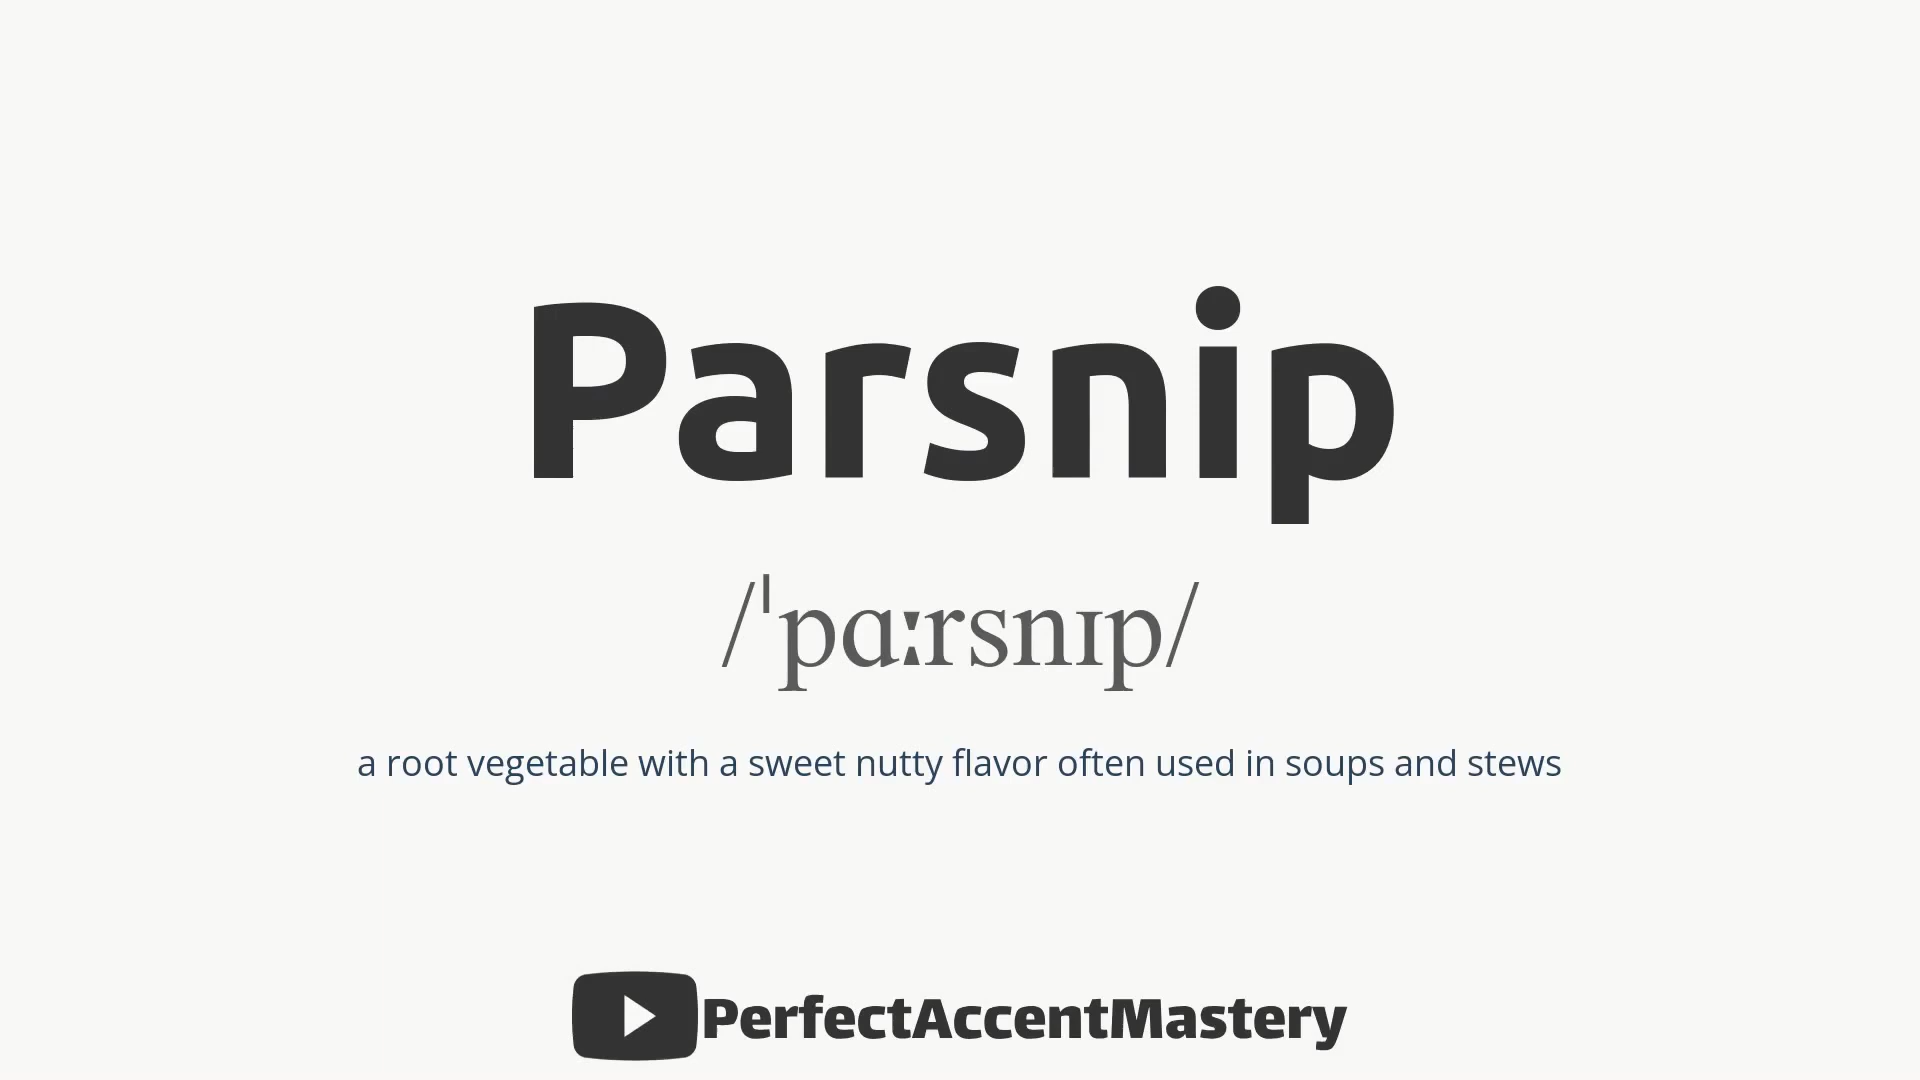 Parsnip
/ˈpɑːrsnɪp/
a root vegetable with a sweet nutty flavor often used in soups and stews
PerfectAccentMastery